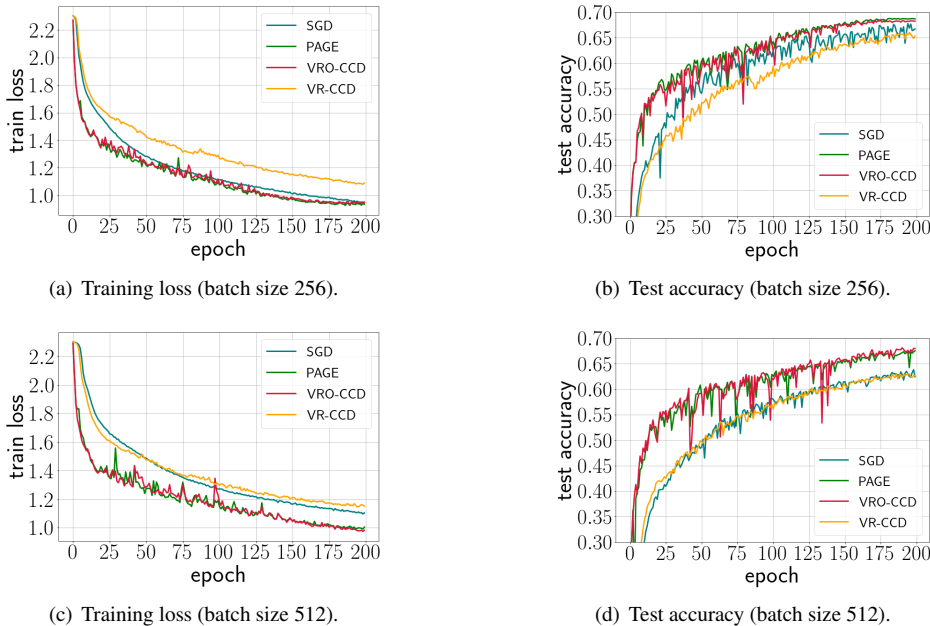 train loss
2.2
2.0
1.8
1.6
1.4
1.2
1.0
0 25 50 75 100 125 150 175 200
epoch
SGD
PAGE
VRO-CCD
VR-CCD
(a) Training loss (batch size 256).
test accuracy
0.70
0.65
0.60
0.55
0.50
0.45
0.40
0.35
0.30
0 25 50 75 100 125 150 175 200
epoch
SGD
PAGE
VRO-CCD
VR-CCD
(b) Test accuracy (batch size 256).
train loss
2.2
2.0
1.8
1.6
1.4
1.2
1.0
0 25 50 75 100 125 150 175 200
epoch
SGD
PAGE
VRO-CCD
VR-CCD
(c) Training loss (batch size 512).
test accuracy
0.70
0.65
0.60
0.55
0.50
0.45
0.40
0.35
0.30
0 25 50 75 100 125 150 175 200
epoch
SGD
PAGE
VRO-CCD
VR-CCD
(d) Test accuracy (batch size 512).